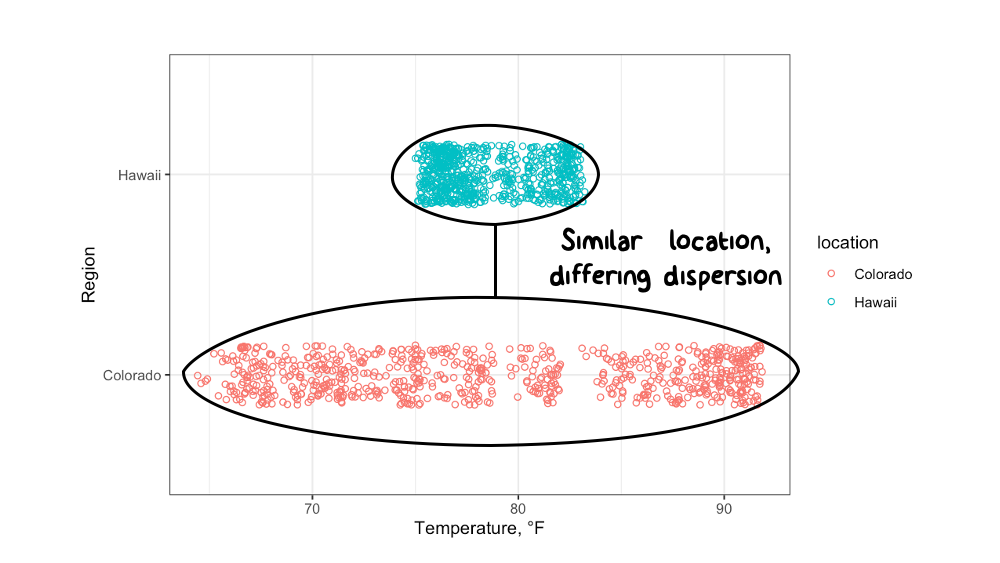 Hawaii
Similar location,
differing dispersion
Region
Colorado
70
80
90
Temperature, °F
location
Colorado
Hawaii